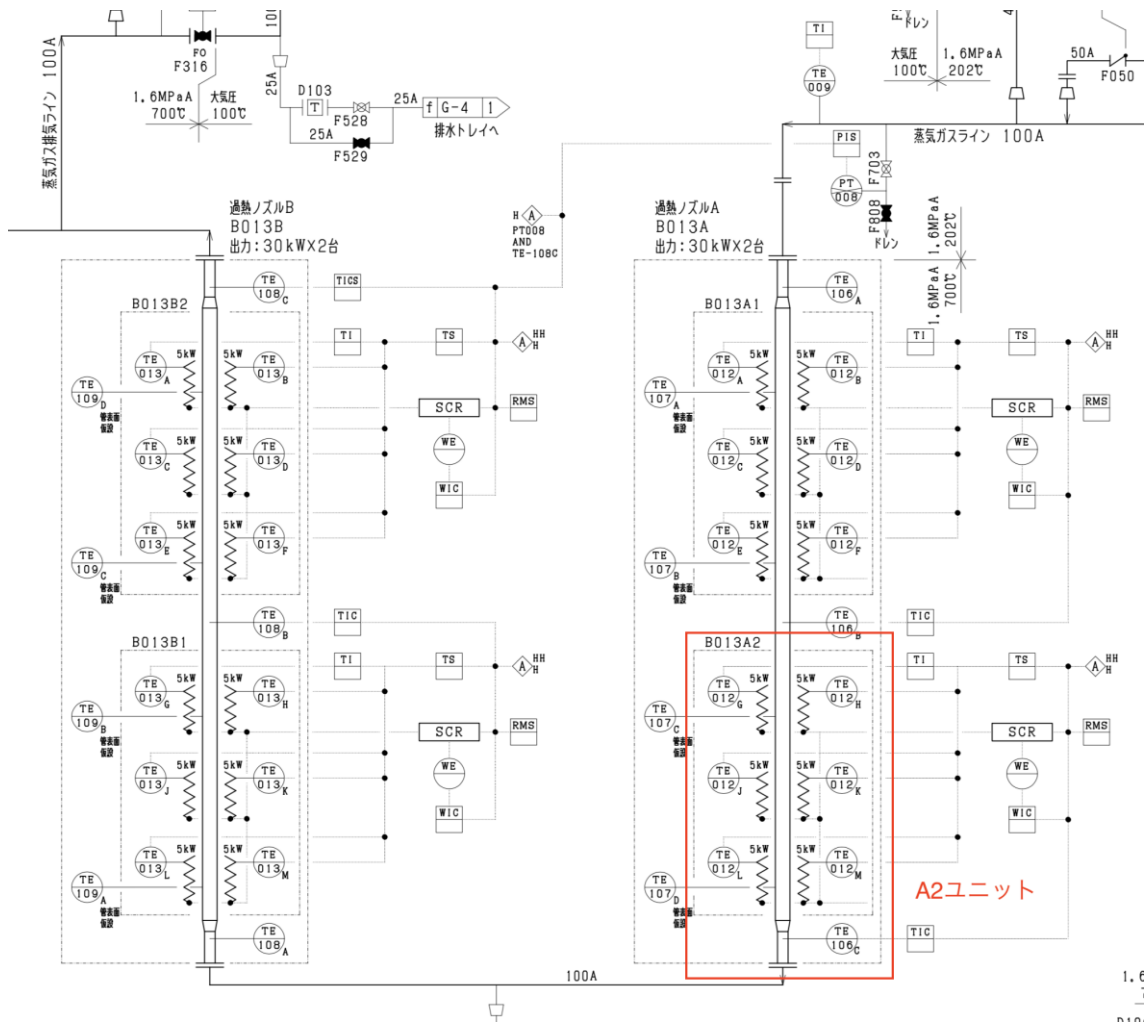 100
FO
F316
蒸気ガス排気ライン 100A
1.6MPaA
700℃
大気圧
100℃
25A
D103
T
F528
25A
F529
25A
f G-4 1
排水トレイへ
TI
TE
009
ドレン
大気圧
100℃
1.6MPaA
202℃
50A
F050
蒸気ガスライン 100A
PIS
PT
008
F703
F808
ドレン
1.6MPaA
202℃
1.6MPaA
700℃
過熱ノズルB
B013B
出力:30kWX2台
H A
PT008
AND
TE-108C
過熱ノズルA
B013A
出力:30kWX2台
TE
108 C
TICS
B013B2
TI
TS
A HH
H
TE
013 A
5kW
5kW
TE
013 B
TE
109 D
管表面
仮設
SCR
RMS
TE
013 C
5kW
5kW
TE
013 D
WE
WIC
TE
013 E
5kW
5kW
TE
013 F
TE
109 C
管表面
仮設
TE
108 B
TIC
B013B1
TI
TS
A HH
H
TE
013 G
5kW
5kW
TE
013 H
TE
109 B
管表面
仮設
SCR
RMS
TE
013 J
5kW
5kW
TE
013 K
WE
WIC
TE
013 L
5kW
5kW
TE
013 M
TE
109 A
管表面
仮設
TE
108 A
100A
TE
106 A
B013A1
TI
TS
A HH
H
TE
012 A
5kW
5kW
TE
012 B
TE
107 A
管表面
仮設
SCR
RMS
TE
012 C
5kW
5kW
TE
012 D
WE
WIC
TE
012 E
5kW
5kW
TE
012 F
TE
107 B
管表面
仮設
TE
106 B
TIC
B013A2
TI
TS
A HH
H
TE
012 G
5kW
5kW
TE
012 H
TE
107 C
管表面
仮設
SCR
RMS
TE
012 J
5kW
5kW
TE
012 K
WE
WIC
TE
012 L
5kW
5kW
TE
012 M
TE
107 D
管表面
仮設
A2ユニット
TE
106 C
TIC
1.6